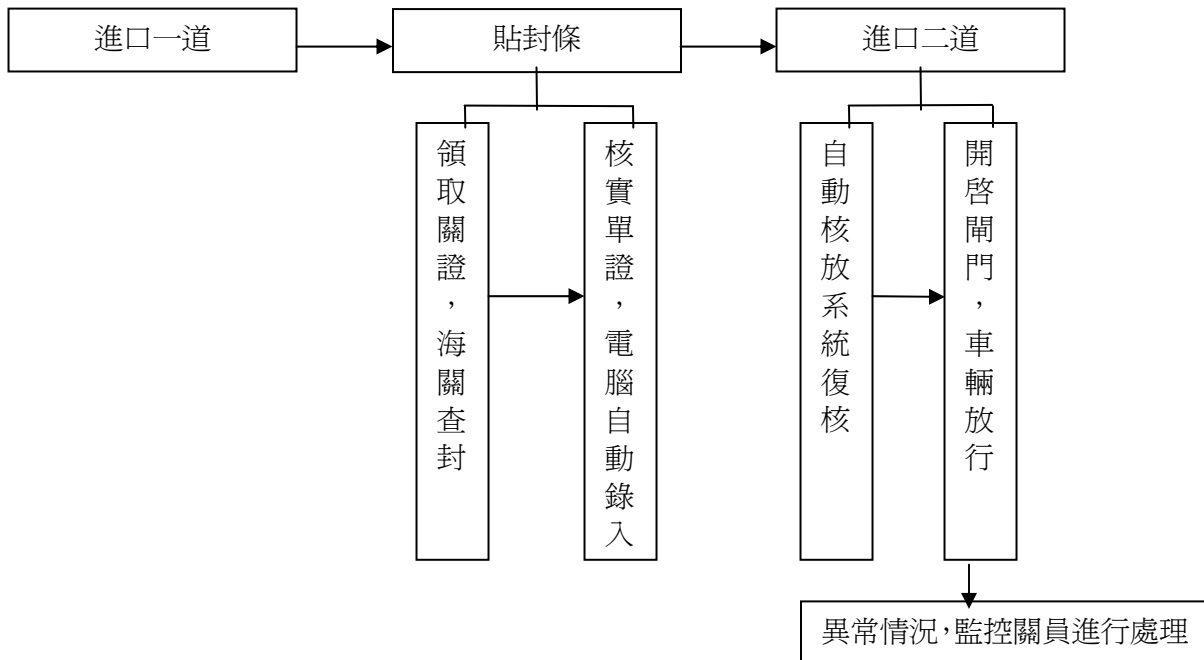 進口一道
貼封條
進口二道
領取關證，海關查封
核實單證，電腦自動錄入
自動核放系統復核
開啓閘門，車輛放行
異常情況，監控關員進行處理